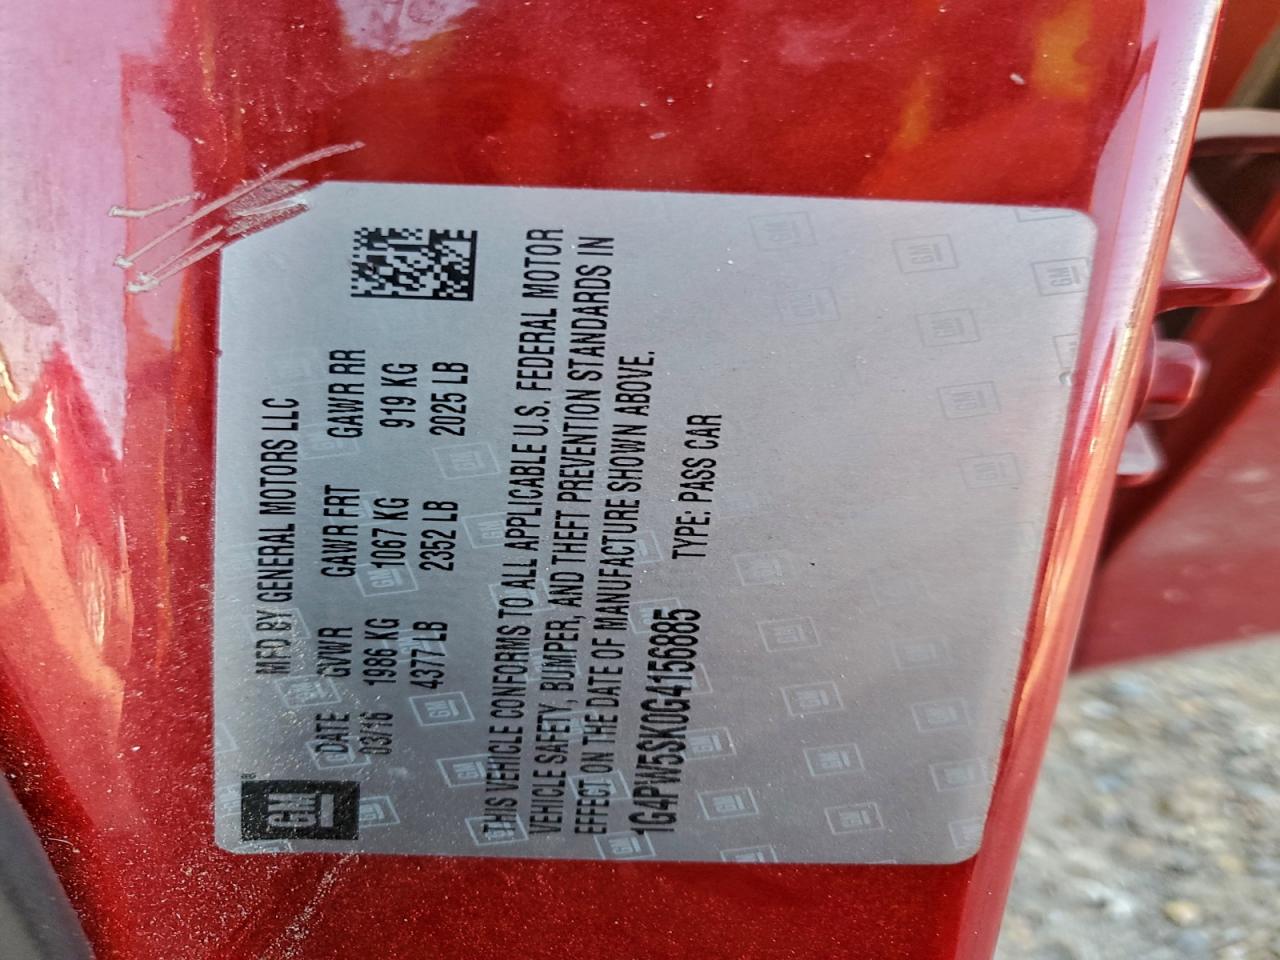 GM
MFD BY GENERAL MOTORS LLC
DATE GVWR GAWR FRT GAWR RR
03/16 1986 KG 1067 KG 919 KG
4377 LB 2352 LB 2025 LB
THIS VEHICLE CONFORMS TO ALL APPLICABLE U.S. FEDERAL MOTOR
VEHICLE SAFETY, BUMPER, AND THEFT PREVENTION STANDARDS IN
EFFECT ON THE DATE OF MANUFACTURE SHOWN ABOVE.
1G4PW5SK0G4156885 TYPE: PASS CAR